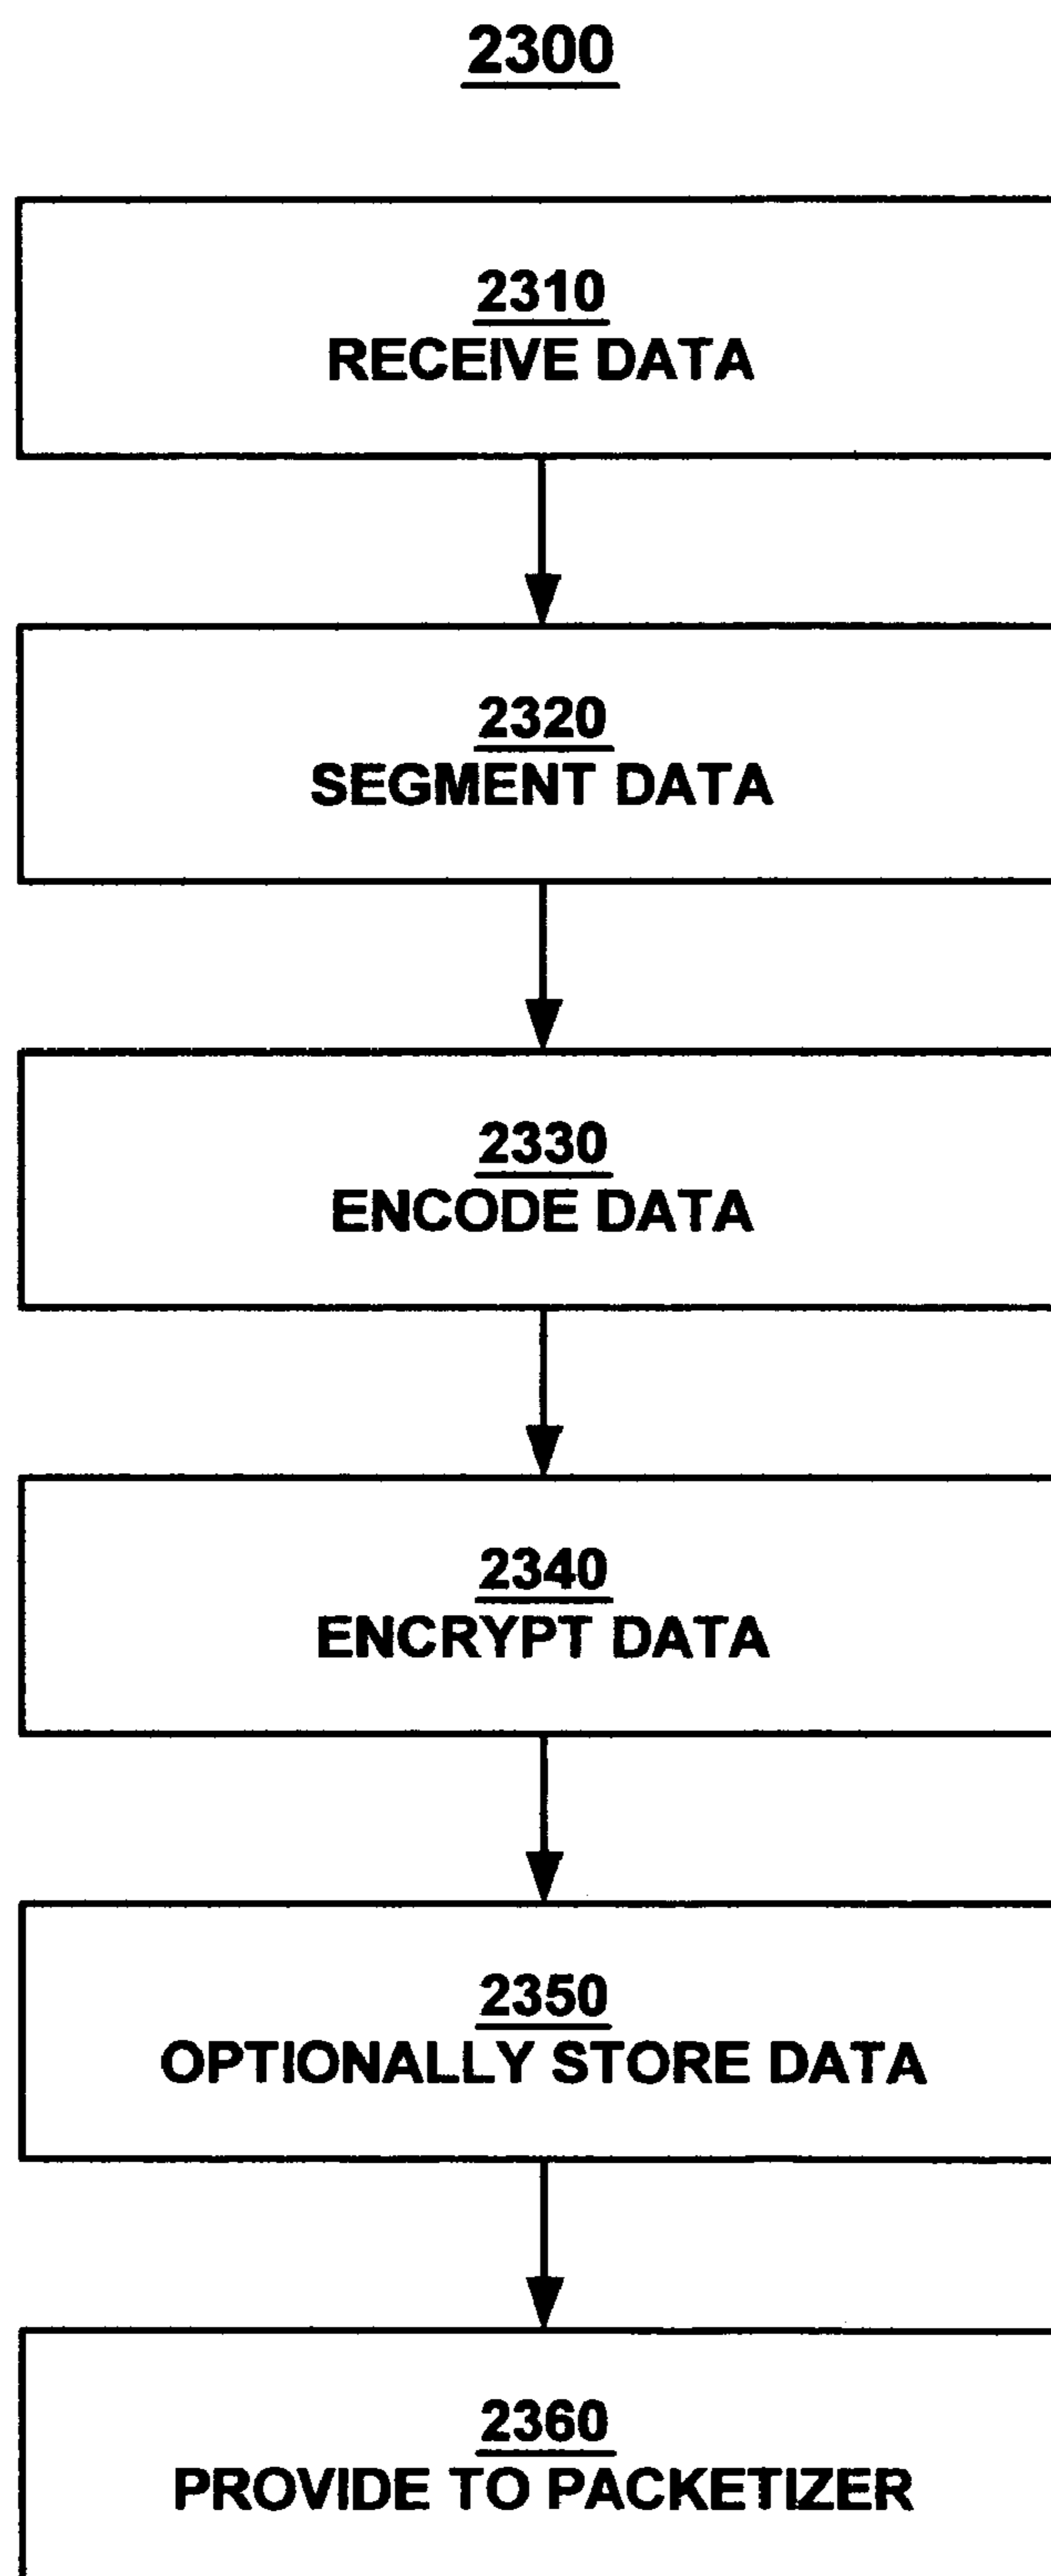 2300
2310
RECEIVE DATA
2320
SEGMENT DATA
2330
ENCODE DATA
2340
ENCRYPT DATA
2350
OPTIONALLY STORE DATA
2360
PROVIDE TO PACKETIZER